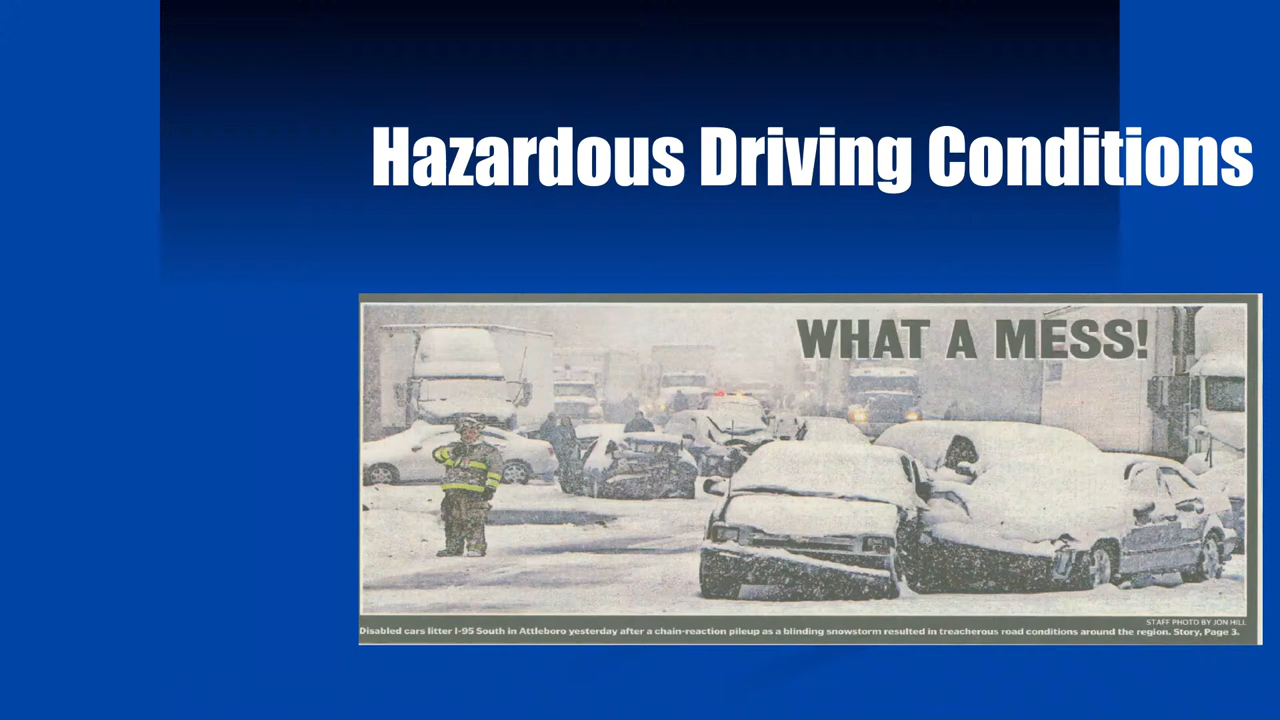 Hazardous Driving Conditions
WHAT A MESS!
STAFF PHOTO BY JON HILL
Disabled cars litter I-95 South in Attleboro yesterday after a chain-reaction pileup as a blinding snowstorm resulted in treacherous road conditions around the region. Story, Page 3.